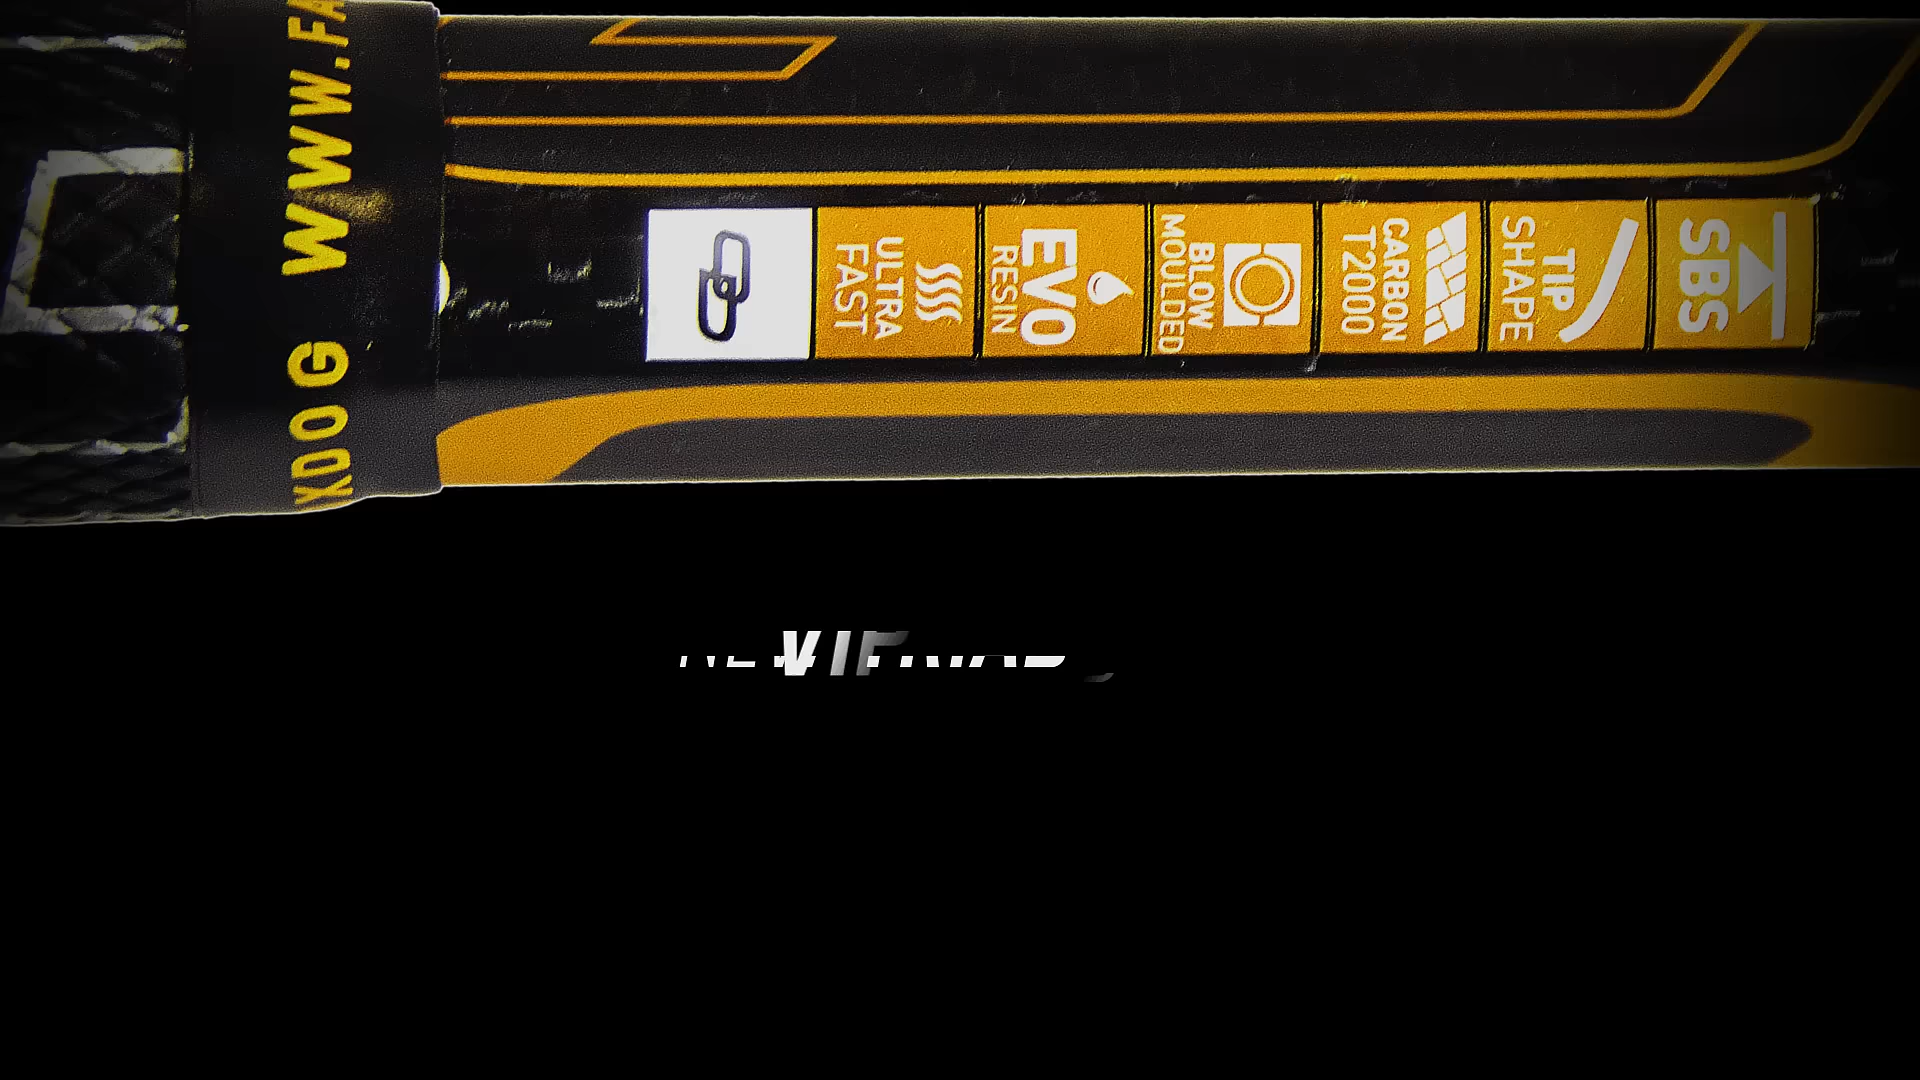 WWW.FA
XDOG
ULTRA
FAST
EVO
RESIN
BLOW
MOULDED
CARBON
T2000
TIP
SHAPE
SBS